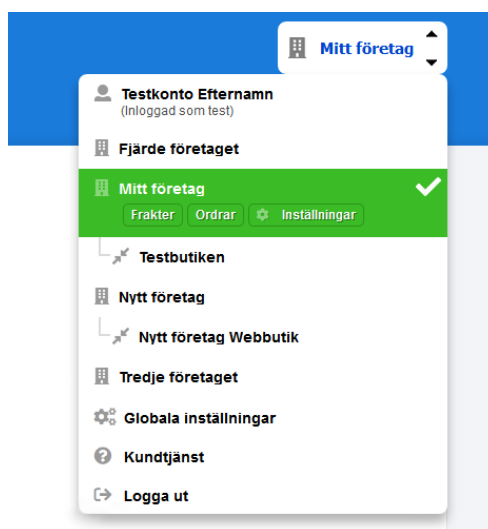 Mitt företag
Testkonto Efternamn
(Inloggad som test)
Fjärde företaget
Mitt företag
Frakter Ordrar Inställningar
Testbutiken
Nytt företag
Nytt företag Webbutik
Tredje företaget
Globala inställningar
Kundtjänst
Logga ut